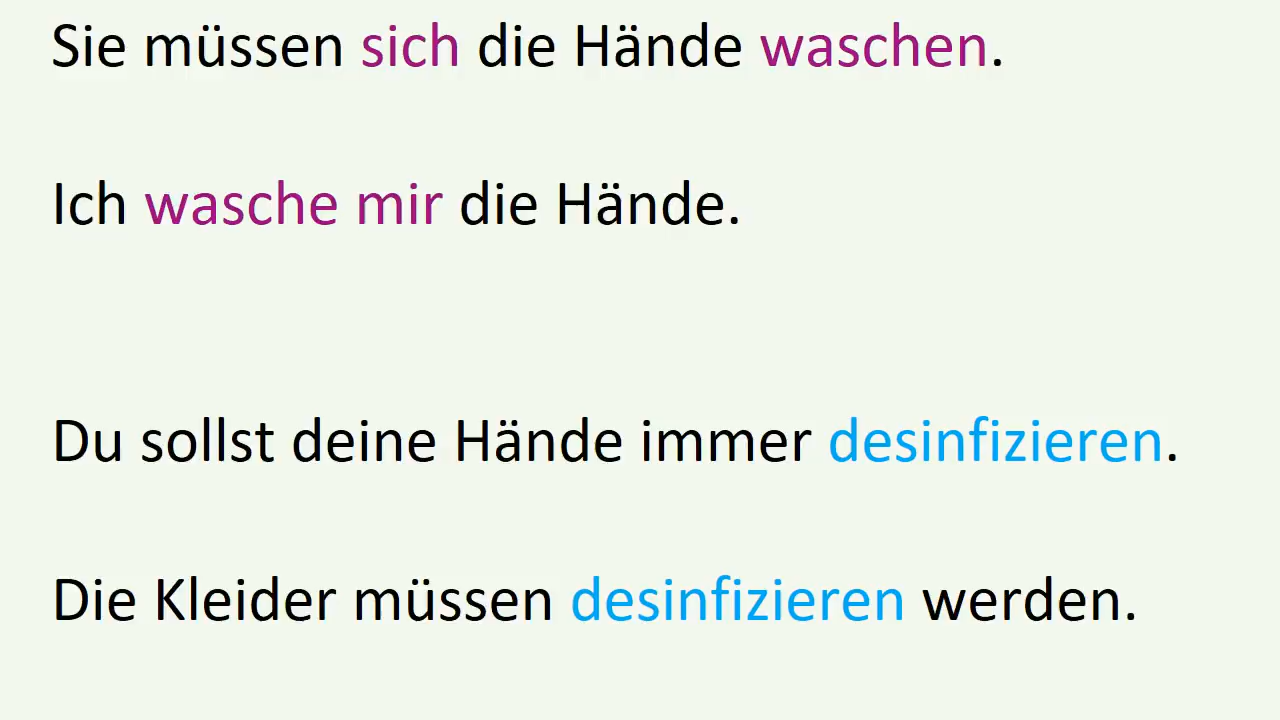 Sie müssen sich die Hände waschen.
Ich wasche mir die Hände.
Du sollst deine Hände immer desinfizieren.
Die Kleider müssen desinfizieren werden.